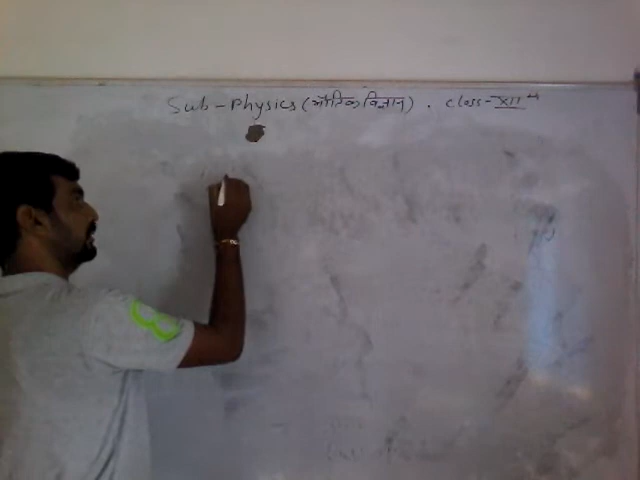 Sub - Physics (भौतिक विज्ञान) . Class - XII th